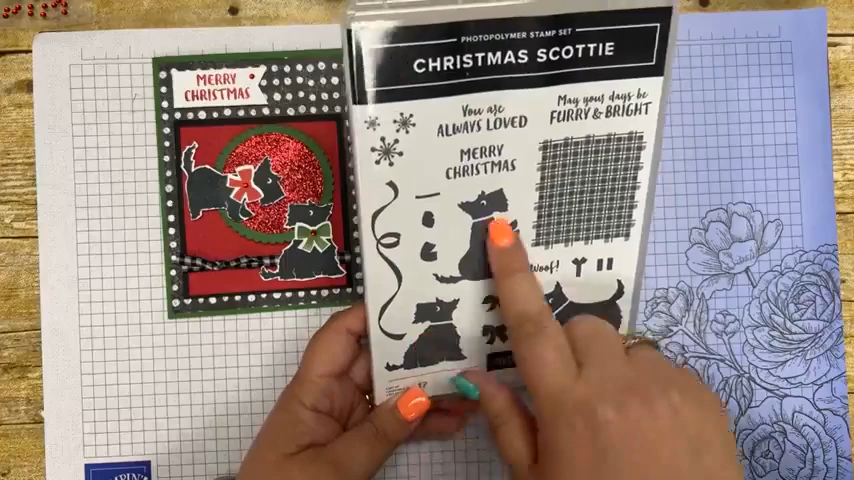 PHOTOPOLYMER STAMP SET
CHRISTMAS SCOTTIE
MERRY
CHRISTMAS
You are
ALWAYS LOVED
May your days be
FURRY & BRIGHT
MERRY
CHRISTMAS
Woof!
17